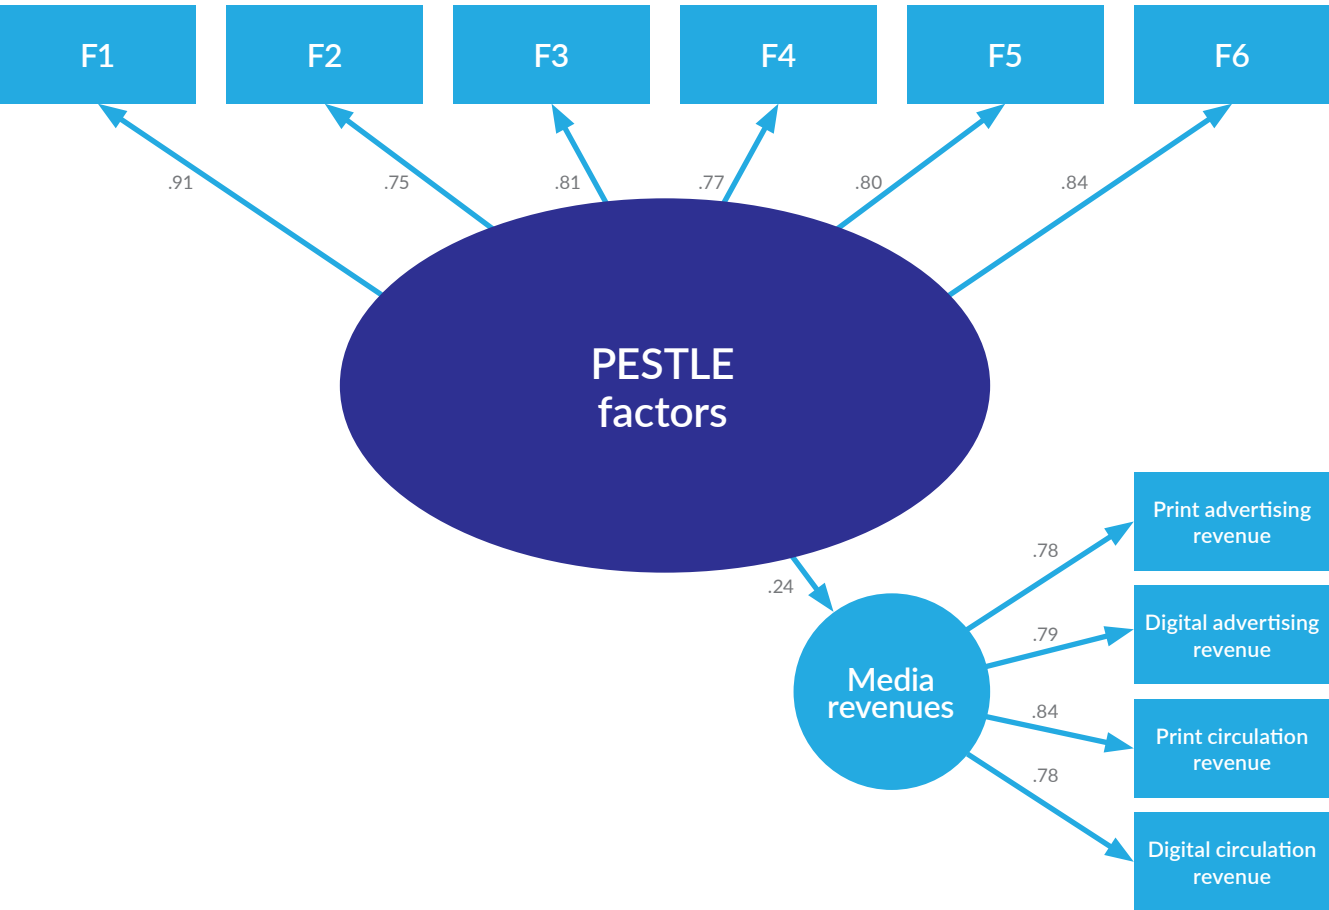 F1
F2
F3
F4
F5
F6
.91
.75
.81
.77
.80
.84
PESTLE
factors
.24
Media
revenues
.78
.79
.84
.78
Print advertising
revenue
Digital advertising
revenue
Print circulation
revenue
Digital circulation
revenue